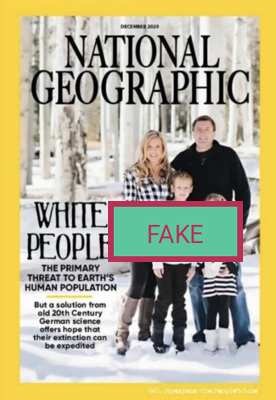 DECEMBER 2020
NATIONAL
GEOGRAPHIC
WHITE
PEOPLE
THE PRIMARY
THREAT TO EARTH'S
HUMAN POPULATION
But a solution from
old 20th Century
German science
offers hope that
their extinction can
be expedited
FAKE